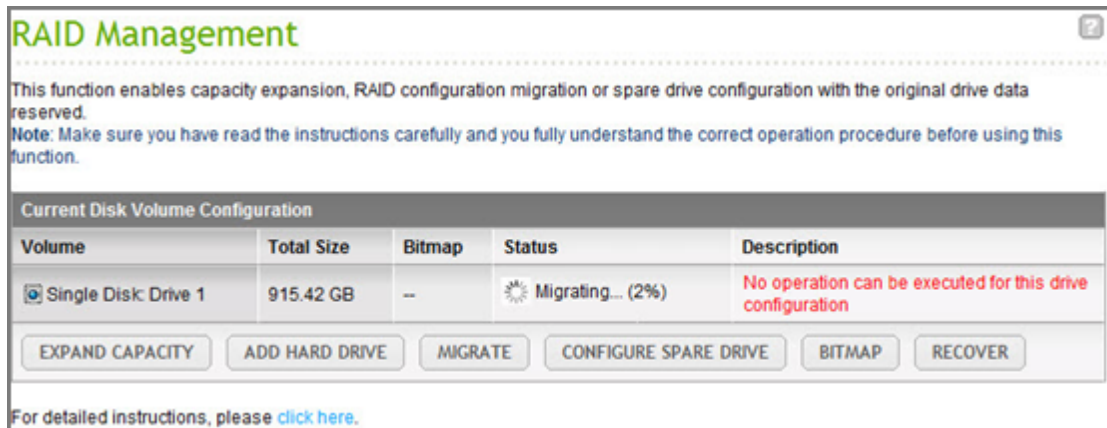 RAID Management
?
This function enables capacity expansion, RAID configuration migration or spare drive configuration with the original drive data
reserved.
Note: Make sure you have read the instructions carefully and you fully understand the correct operation procedure before using this
function.
Current Disk Volume Configuration
Volume Total Size Bitmap Status Description
Single Disk: Drive 1 915.42 GB -- Migrating... (2%) No operation can be executed for this drive
configuration
EXPAND CAPACITY ADD HARD DRIVE MIGRATE CONFIGURE SPARE DRIVE BITMAP RECOVER
For detailed instructions, please click here.